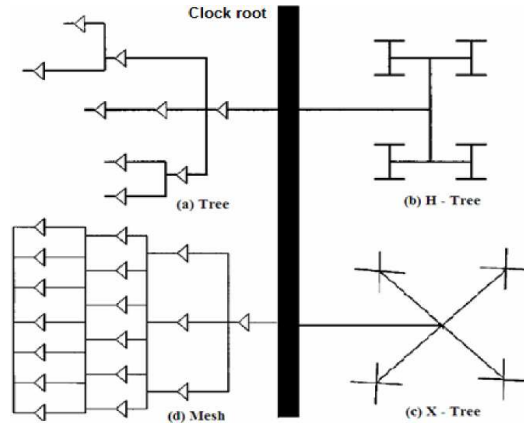 Clock root
(a) Tree
(b) H - Tree
(d) Mesh
(c) X - Tree